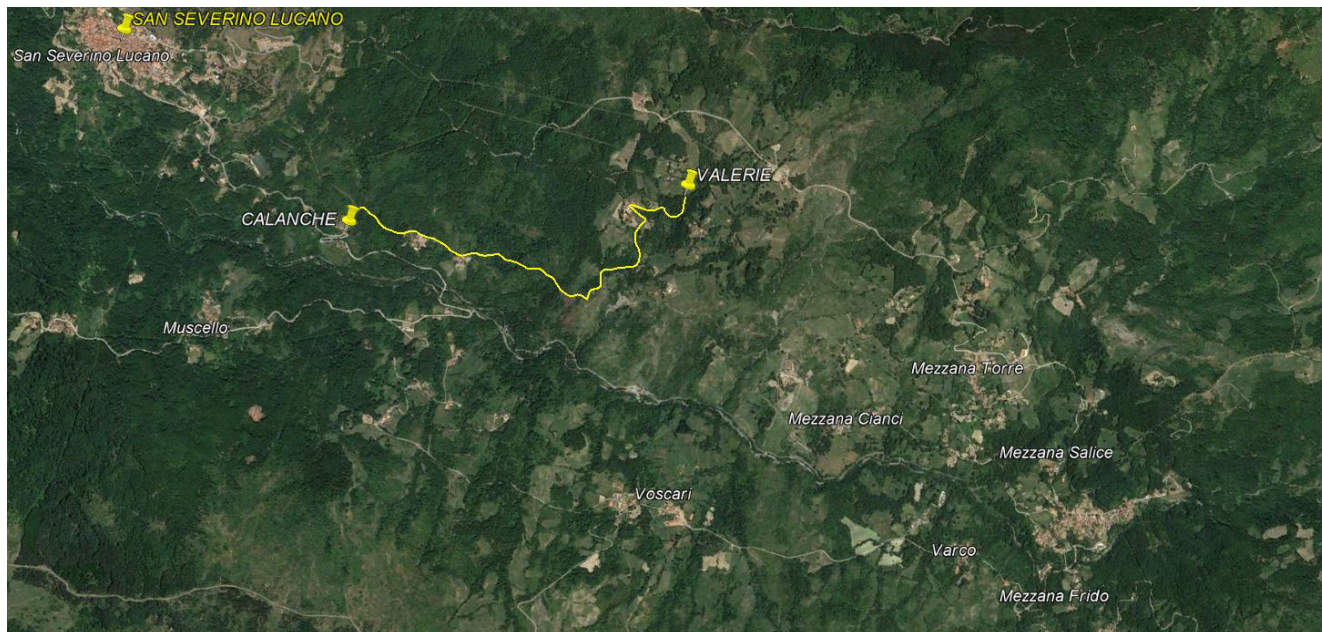 SAN SEVERINO LUCANO
San Severino Lucano
VALERIE
CALANCHE
Muscello
Mezzana Torre
Mezzana Cianci
Mezzana Salice
Voscari
Varco
Mezzana Frido